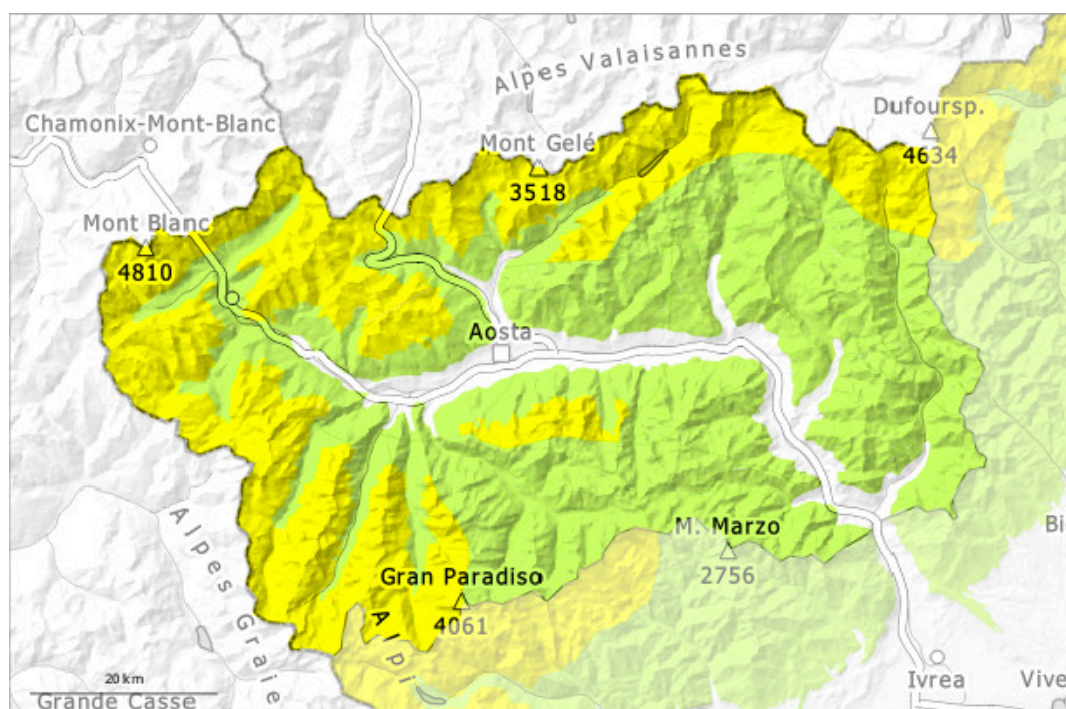 Alpes Valaisannes
Dufoursp.
4634
Chamonix-Mont-Blanc
Mont Gelé
3518
Mont Blanc
4810
Aosta
M. Marzo
2756
Gran Paradiso
4061
Alpi
Alpes Graie
Ivrea
20 km
Grande Casse